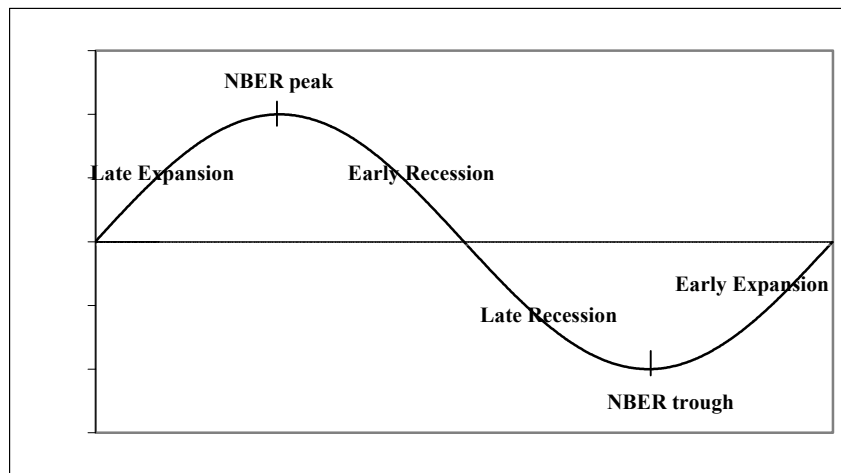 NBER peak
Late Expansion
Early Recession
Early Expansion
Late Recession
NBER trough